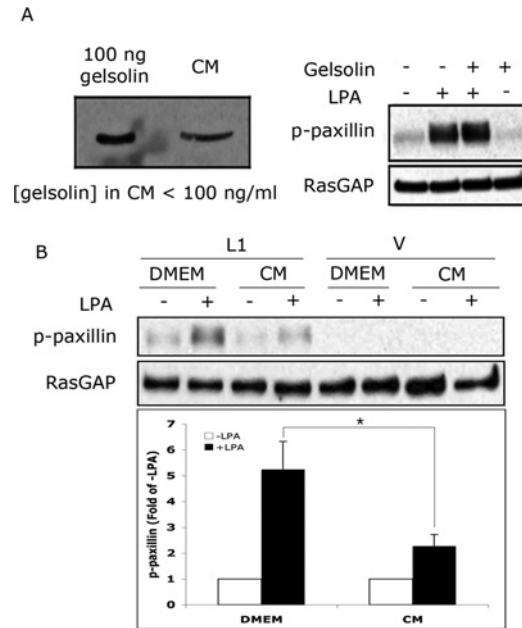 A
100 ng gelsolin
CM
[gelsolin] in CM < 100 ng/ml
Gelsolin - - + +
LPA - + + -
p-paxillin
RasGAP
B
L1 V
DMEM CM DMEM CM
LPA - + - + - + - +
p-paxillin
RasGAP
p-paxillin (Fold of -LPA)
7
6
5
4
3
2
1
0
-LPA
+LPA
*
DMEM CM